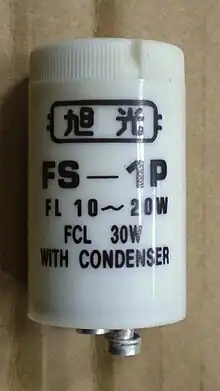 旭光
FS-1P
FL 10～20W
FCL 30W
WITH CONDENSER